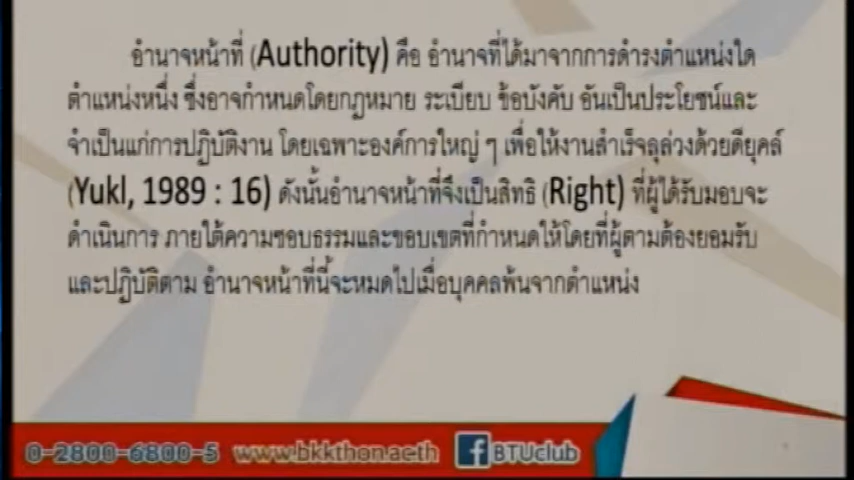 อำนาจหน้าที่ (Authority) คือ อำนาจที่ได้มาจากการดำรงตำแหน่งใด
ตำแหน่งหนึ่ง ซึ่งอาจกำหนดโดยกฎหมาย ระเบียบ ข้อบังคับ อันเป็นประโยชน์และ
จำเป็นแก่การปฏิบัติงาน โดยเฉพาะองค์การใหญ่ ๆ เพื่อให้งานสำเร็จลุล่วงด้วยดียุคล์
(Yukl, 1989 : 16) ดังนั้นอำนาจหน้าที่จึงเป็นสิทธิ (Right) ที่ผู้ได้รับมอบจะ
ดำเนินการ ภายใต้ความชอบธรรมและขอบเขตที่กำหนดให้โดยที่ผู้ตามต้องยอมรับ
และปฏิบัติตาม อำนาจหน้าที่นี้จะหมดไปเมื่อบุคคลพ้นจากตำแหน่ง
0-2800-6800-5 www.bkkthon.ac.th f BTUclub